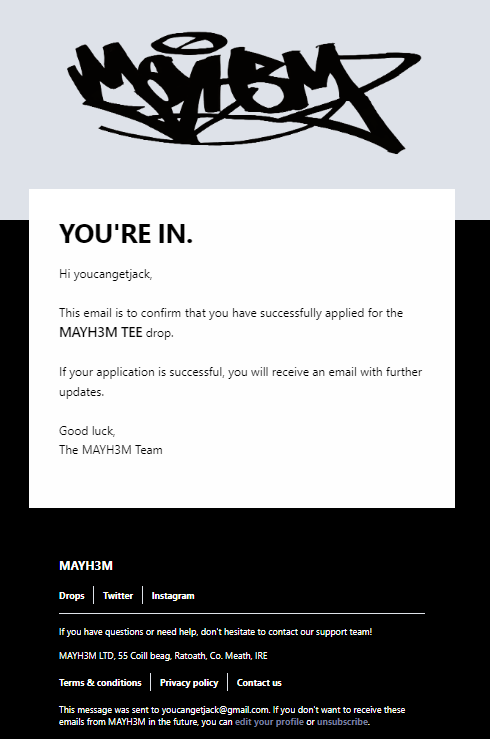 MAYH3M
YOU'RE IN.
Hi youcangetjack,
This email is to confirm that you have successfully applied for the
MAYH3M TEE drop.
If your application is successful, you will receive an email with further
updates.
Good luck,
The MAYH3M Team
MAYH3M
Drops Twitter Instagram
If you have questions or need help, don't hesitate to contact our support team!
MAYH3M LTD, 55 Coill beag, Ratoath, Co. Meath, IRE
Terms & conditions Privacy policy Contact us
This message was sent to youcangetjack@gmail.com. If you don't want to receive these
emails from MAYH3M in the future, you can edit your profile or unsubscribe.